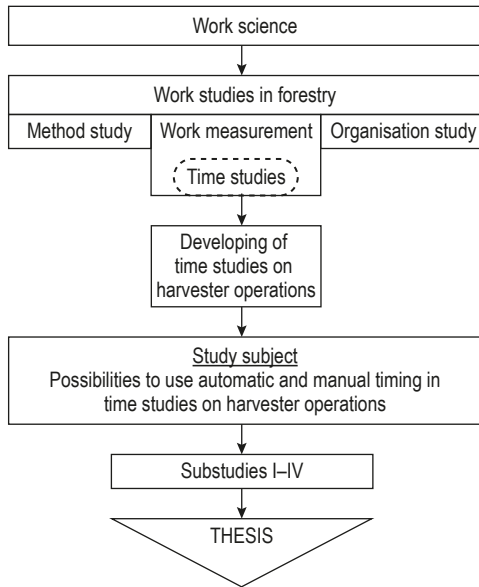 Work science
Work studies in forestry
Method study
Work measurement
Organisation study
Time studies
Developing of
time studies on
harvester operations
Study subject
Possibilities to use automatic and manual timing in
time studies on harvester operations
Substudies I–IV
THESIS